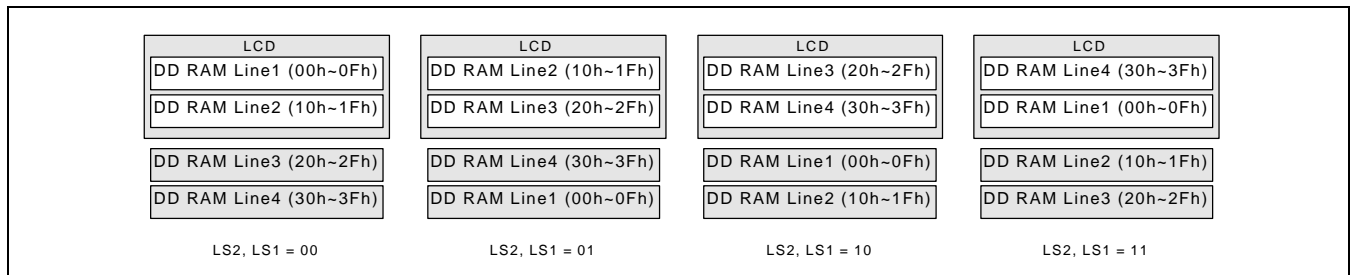 LCD
DD RAM Line1 (00h~0Fh)
DD RAM Line2 (10h~1Fh)
DD RAM Line3 (20h~2Fh)
DD RAM Line4 (30h~3Fh)
LS2, LS1 = 00
LCD
DD RAM Line2 (10h~1Fh)
DD RAM Line3 (20h~2Fh)
DD RAM Line4 (30h~3Fh)
DD RAM Line1 (00h~0Fh)
LS2, LS1 = 01
LCD
DD RAM Line3 (20h~2Fh)
DD RAM Line4 (30h~3Fh)
DD RAM Line1 (00h~0Fh)
DD RAM Line2 (10h~1Fh)
LS2, LS1 = 10
LCD
DD RAM Line4 (30h~3Fh)
DD RAM Line1 (00h~0Fh)
DD RAM Line2 (10h~1Fh)
DD RAM Line3 (20h~2Fh)
LS2, LS1 = 11